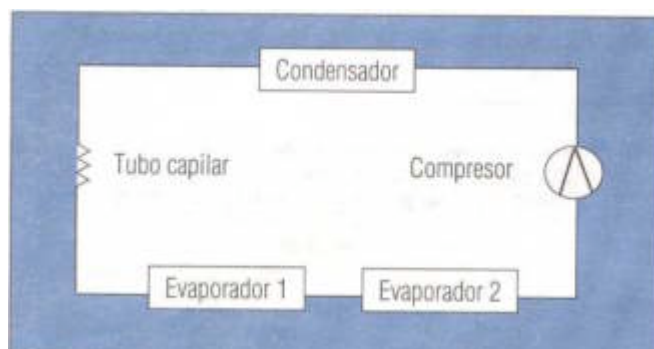 Condensador
Tubo capilar
Compresor
Evaporador 1
Evaporador 2